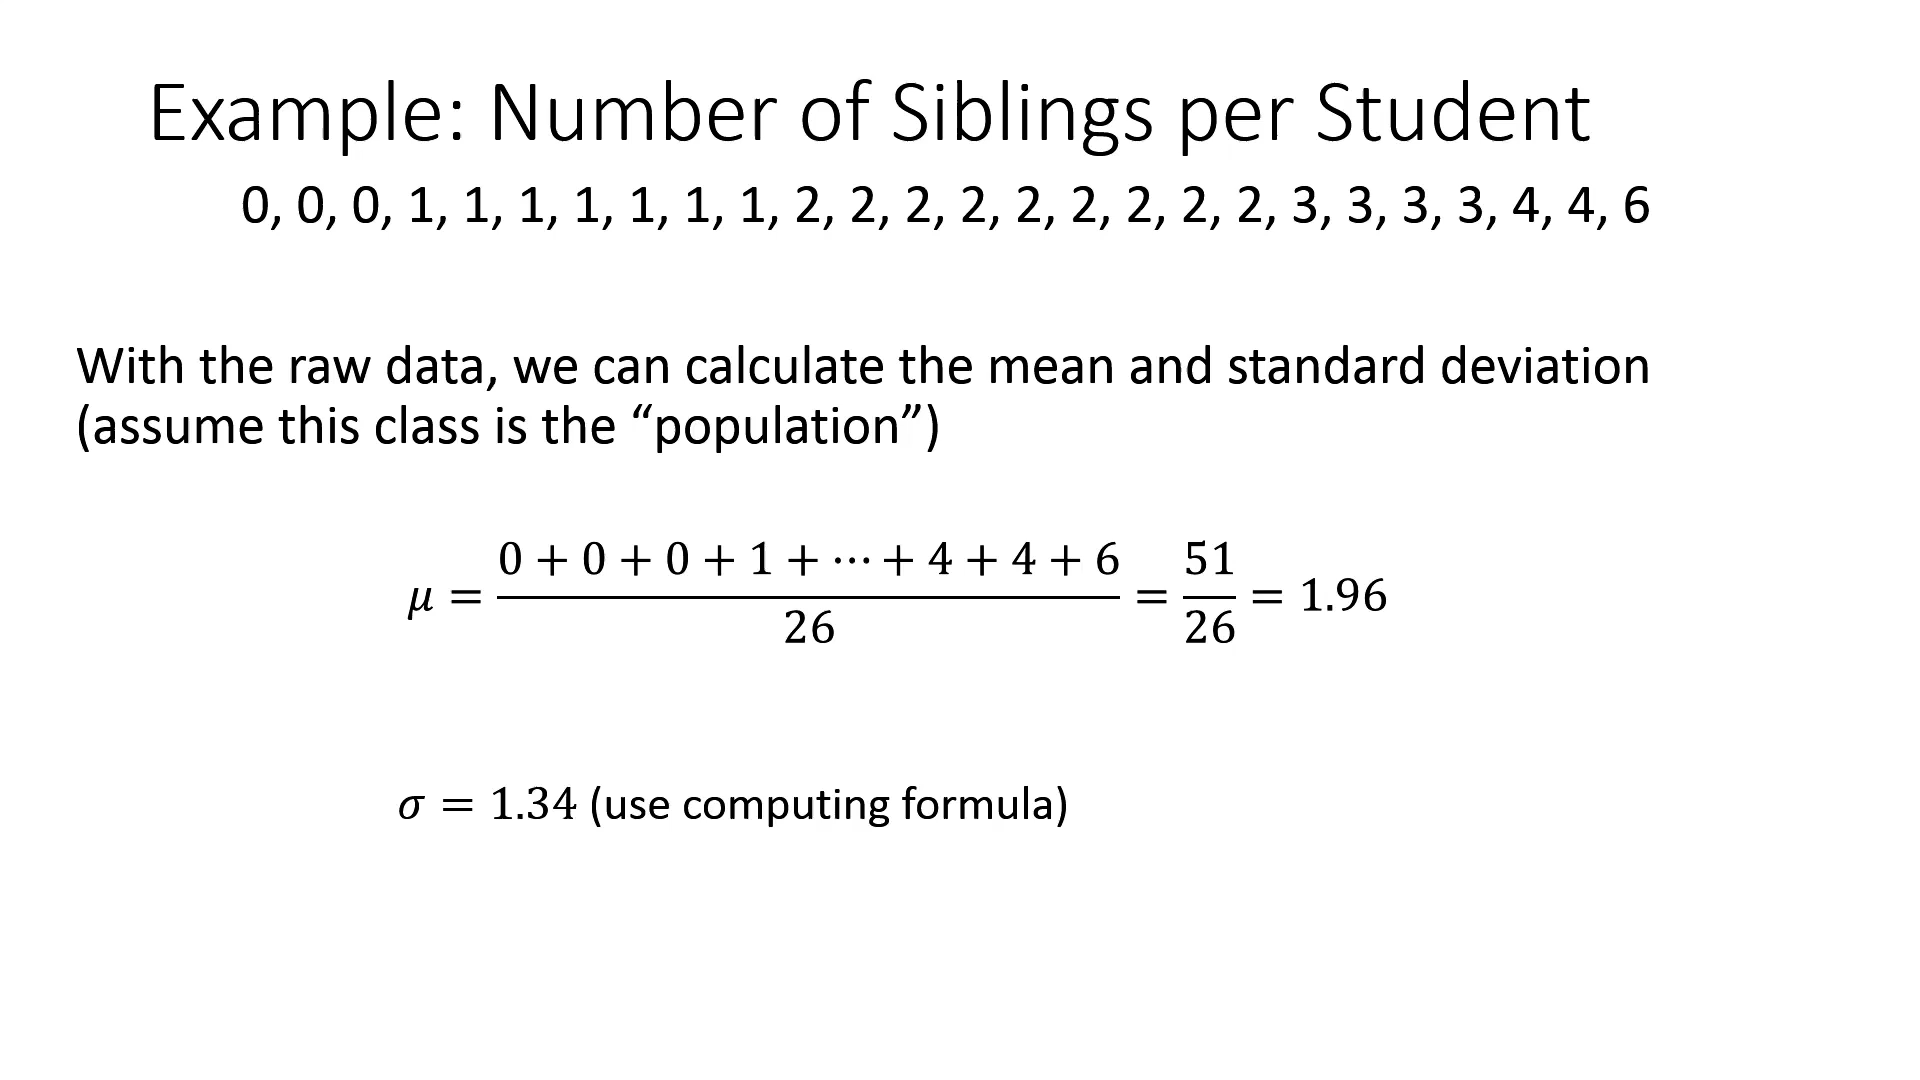 Example: Number of Siblings per Student
0, 0, 0, 1, 1, 1, 1, 1, 1, 1, 2, 2, 2, 2, 2, 2, 2, 2, 2, 3, 3, 3, 3, 4, 4, 6
With the raw data, we can calculate the mean and standard deviation
(assume this class is the “population”)
𝜇 = (0 + 0 + 0 + 1 + ⋯ + 4 + 4 + 6)/26 = 51/26 = 1.96
𝜎 = 1.34 (use computing formula)